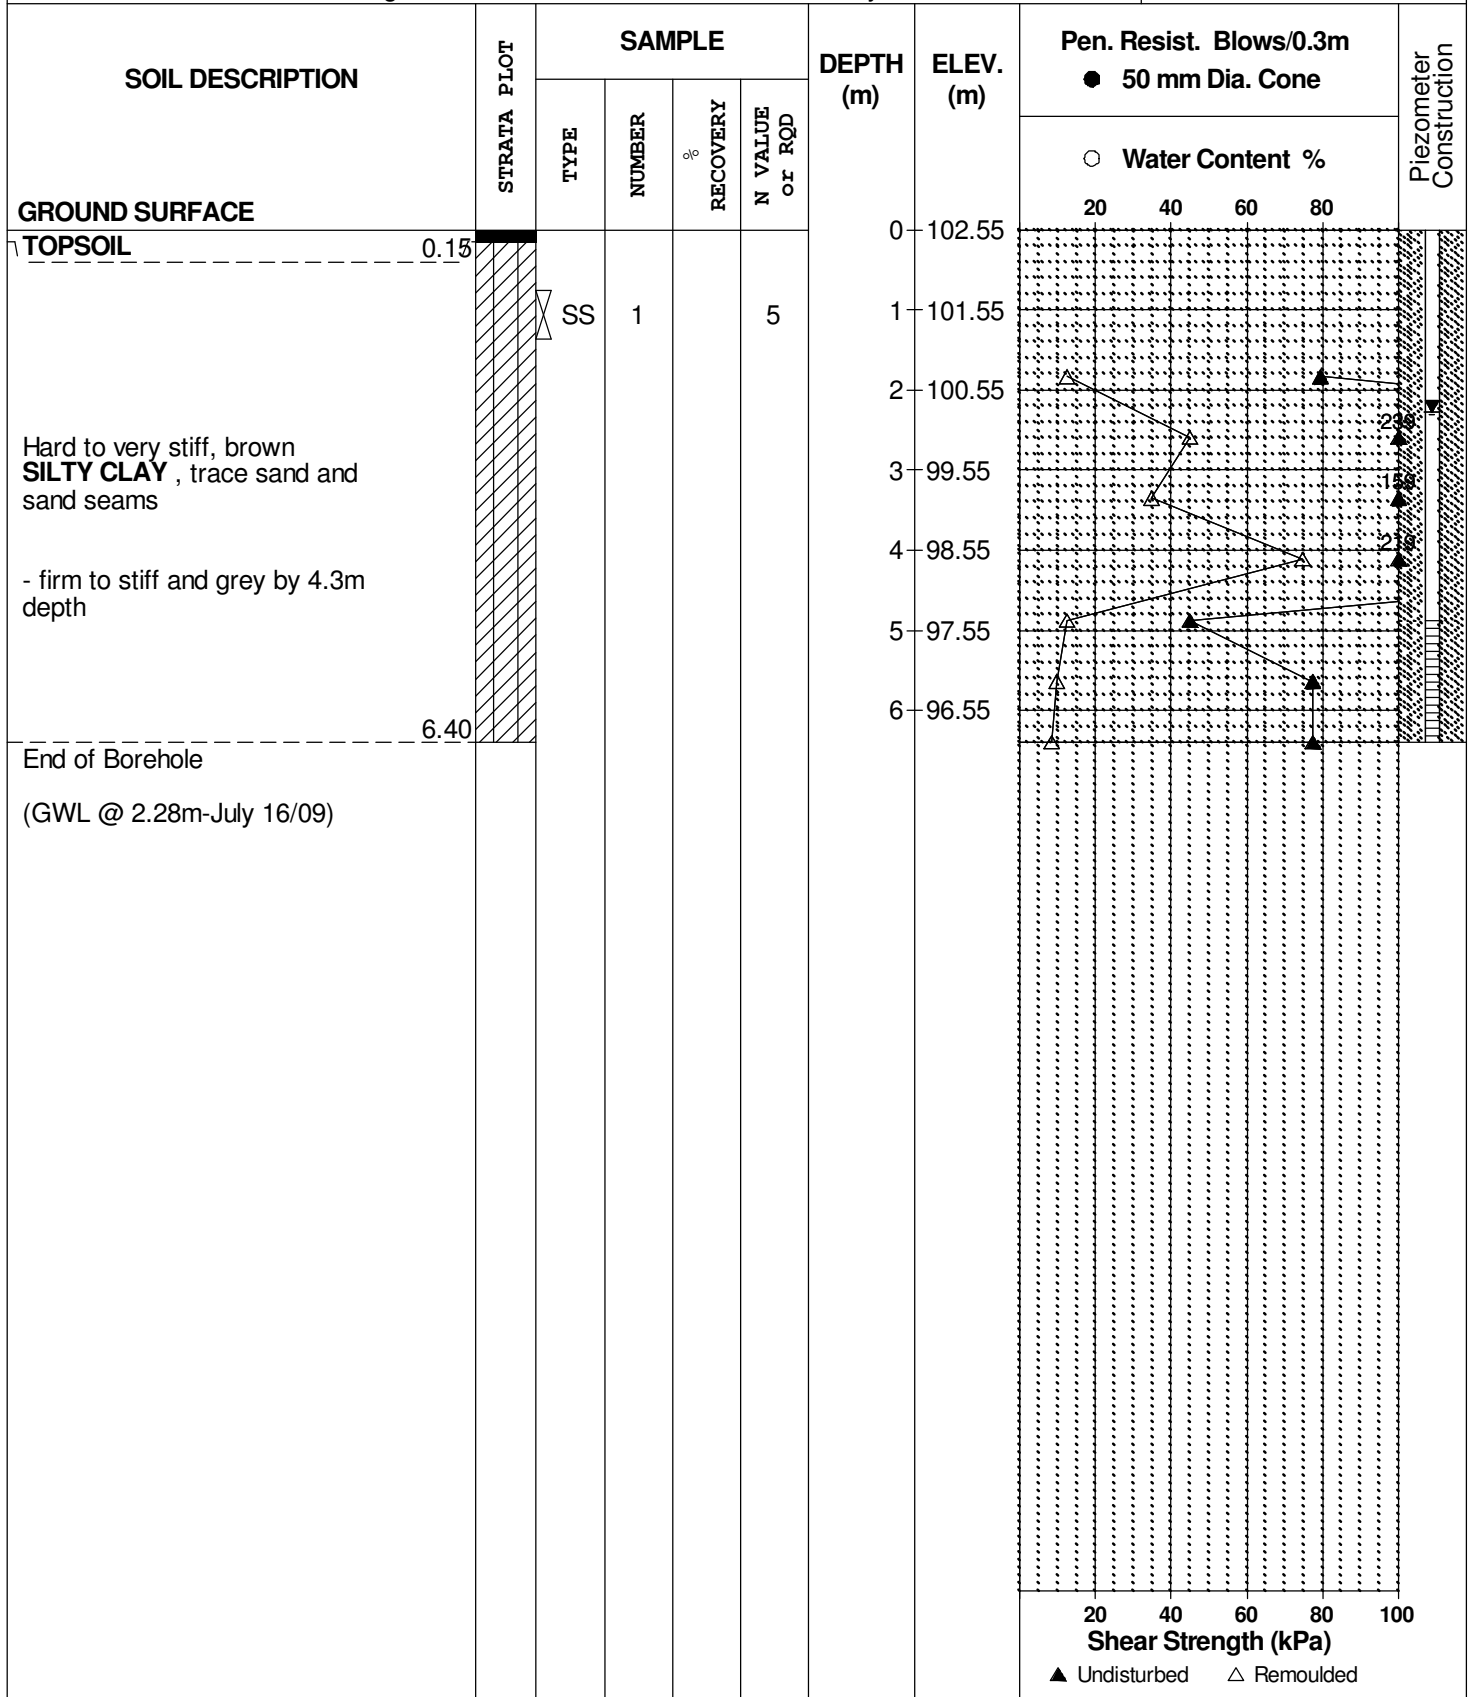 SOIL DESCRIPTION
GROUND SURFACE
STRATA PLOT
SAMPLE
TYPE
NUMBER
% RECOVERY
N VALUE or RQD
DEPTH (m)
ELEV. (m)
Pen. Resist. Blows/0.3m
● 50 mm Dia. Cone
○ Water Content %
20 40 60 80
Piezometer Construction
TOPSOIL 0.15
0 102.55
SS 1 5
1 101.55
2 100.55
239
Hard to very stiff, brown
SILTY CLAY , trace sand and
sand seams
3 99.55
159
4 98.55
219
- firm to stiff and grey by 4.3m
depth
5 97.55
6 96.55
6.40
End of Borehole
(GWL @ 2.28m-July 16/09)
20 40 60 80 100
Shear Strength (kPa)
▲ Undisturbed △ Remoulded